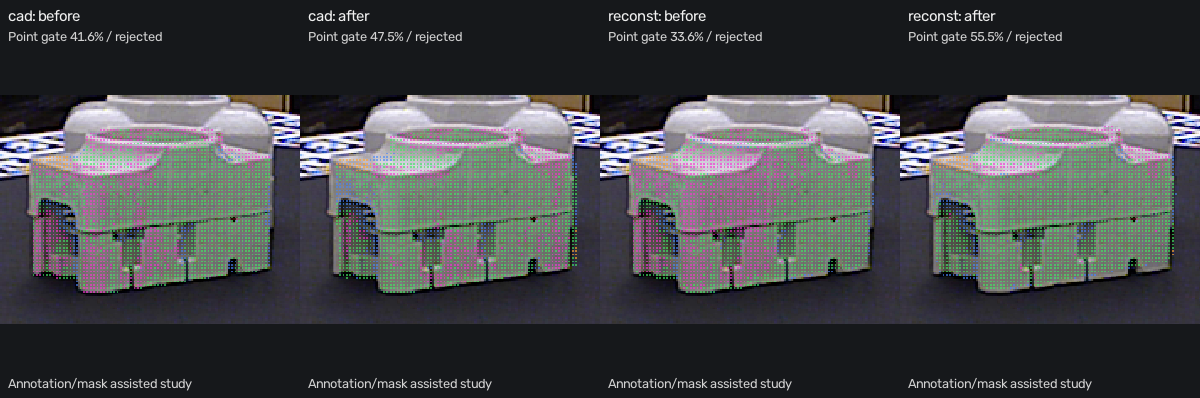 cad: before
Point gate 41.6% / rejected
cad: after
Point gate 47.5% / rejected
reconst: before
Point gate 33.6% / rejected
reconst: after
Point gate 55.5% / rejected
Annotation/mask assisted study
Annotation/mask assisted study
Annotation/mask assisted study
Annotation/mask assisted study